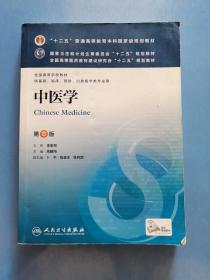 "十二五"普通高等教育本科国家级规划教材
国家卫生和计划生育委员会"十二五"规划教材
全国高等医药教材建设研究会"十二五"规划教材
全国高等学校教材
供基础、临床、预防、口腔医学类专业用
中医学
Chinese Medicine
第8版
人民卫生出版社